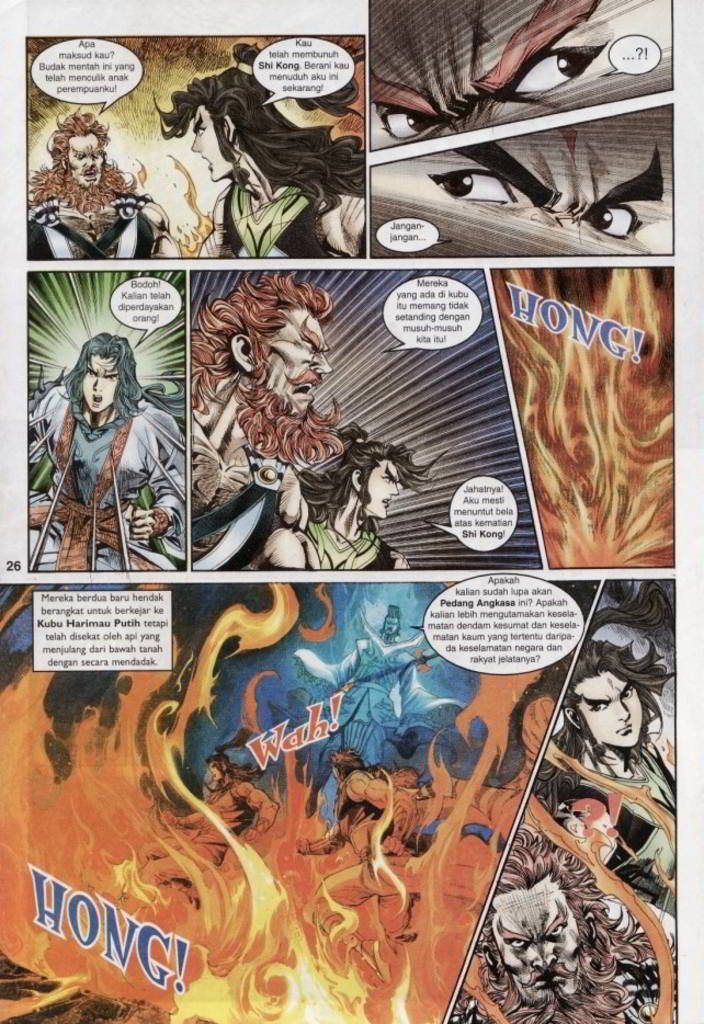 Apa
maksud kau?
Budak mentah ini yang
telah menculik anak
perempuanku!
Kau
telah membunuh
Shi Kong. Berani kau
menuduh aku ini
sekarang!
...?!
Jangan-
jangan...
Bodoh!
Kalian telah
diperdayakan
orang!
Mereka
yang ada di kubu
itu memang tidak
setanding dengan
musuh-musuh
kita itu!
Jahatnya!
Aku mesti
menuntut bela
atas kematian
Shi Kong!
HONG!
26
Mereka berdua baru hendak
berangkat untuk berkejar ke
Kubu Harimau Putih tetapi
telah disekat oleh api yang
menjulang dari bawah tanah
dengan secara mendadak.
Apakah
kalian sudah lupa akan
Pedang Angkasa ini? Apakah
kalian lebih mengutamakan kesela-
matan dendam kesumat dan kesela-
matan kaum yang tertentu daripa-
da keselamatan negara dan
rakyat jelatanya?
Wah!
HONG!
?!